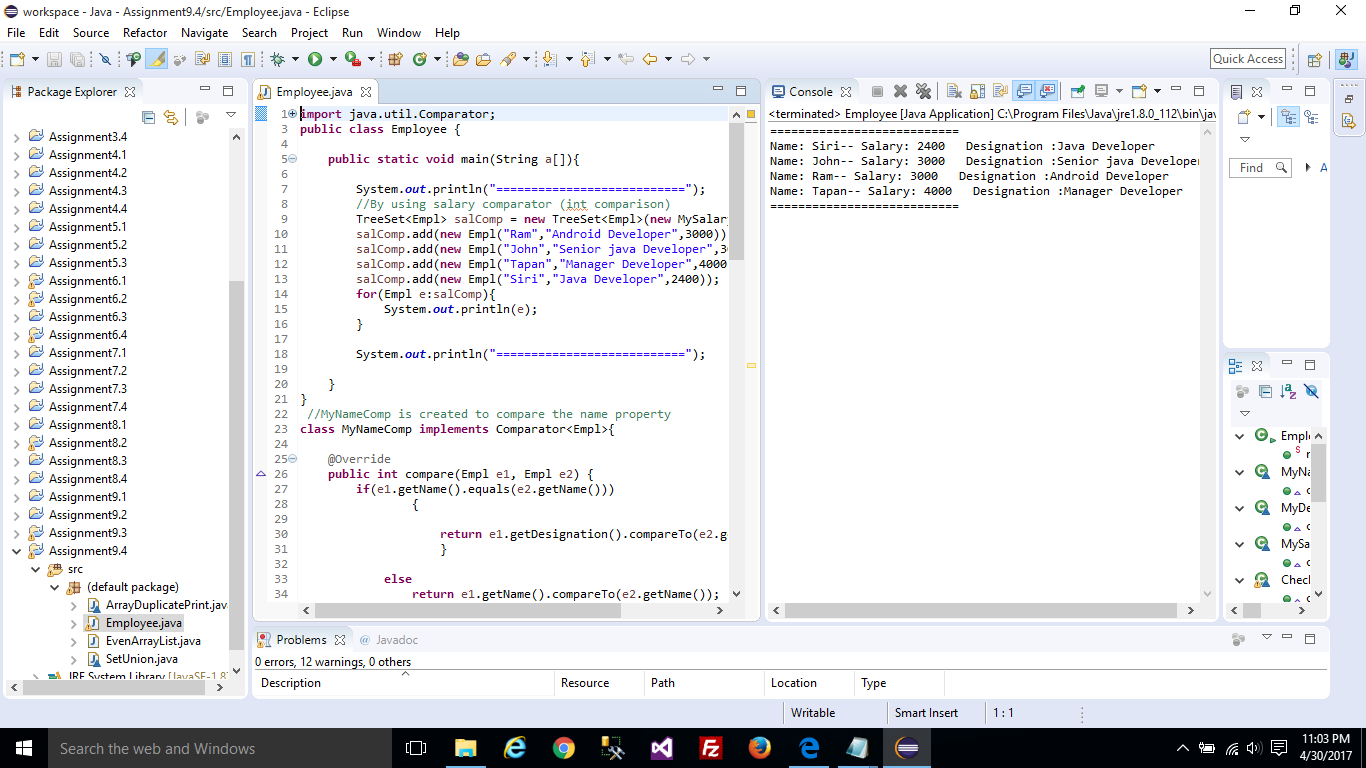 workspace - Java - Assignment9.4/src/Employee.java - Eclipse
File Edit Source Refactor Navigate Search Project Run Window Help
Quick Access
Package Explorer
Assignment3.4
Assignment4.1
Assignment4.2
Assignment4.3
Assignment4.4
Assignment5.1
Assignment5.2
Assignment5.3
Assignment6.1
Assignment6.2
Assignment6.3
Assignment6.4
Assignment7.1
Assignment7.2
Assignment7.3
Assignment7.4
Assignment8.1
Assignment8.2
Assignment8.3
Assignment8.4
Assignment9.1
Assignment9.2
Assignment9.3
Assignment9.4
src
(default package)
ArrayDuplicatePrint.jav
Employee.java
EvenArrayList.java
SetUnion.java
JRE System Library [JavaSE-1.8]
Employee.java
1 import java.util.Comparator;
3 public class Employee {
4
5 public static void main(String a[]){
6
7 System.out.println("===========================");
8 //By using salary comparator (int comparison)
9 TreeSet<Empl> salComp = new TreeSet<Empl>(new MySalar
10 salComp.add(new Empl("Ram","Android Developer",3000))
11 salComp.add(new Empl("John","Senior java Developer",3
12 salComp.add(new Empl("Tapan","Manager Developer",4000
13 salComp.add(new Empl("Siri","Java Developer",2400));
14 for(Empl e:salComp){
15 System.out.println(e);
16 }
17
18 System.out.println("===========================");
19
20 }
21 }
22 //MyNameComp is created to compare the name property
23 class MyNameComp implements Comparator<Empl>{
24
25 @Override
26 public int compare(Empl e1, Empl e2) {
27 if(e1.getName().equals(e2.getName()))
28 {
29
30 return e1.getDesignation().compareTo(e2.g
31 }
32
33 else
34 return e1.getName().compareTo(e2.getName());
Console
<terminated> Employee [Java Application] C:\Program Files\Java\jre1.8.0_112\bin\jav
===========================
Name: Siri-- Salary: 2400 Designation :Java Developer
Name: John-- Salary: 3000 Designation :Senior java Developer
Name: Ram-- Salary: 3000 Designation :Android Developer
Name: Tapan-- Salary: 4000 Designation :Manager Developer
===========================
Find A
Empl
MyNa
MyDe
MySa
Chec
Problems @ Javadoc
0 errors, 12 warnings, 0 others
Description Resource Path Location Type
Writable Smart Insert 1 : 1
Search the web and Windows
11:03 PM
4/30/2017